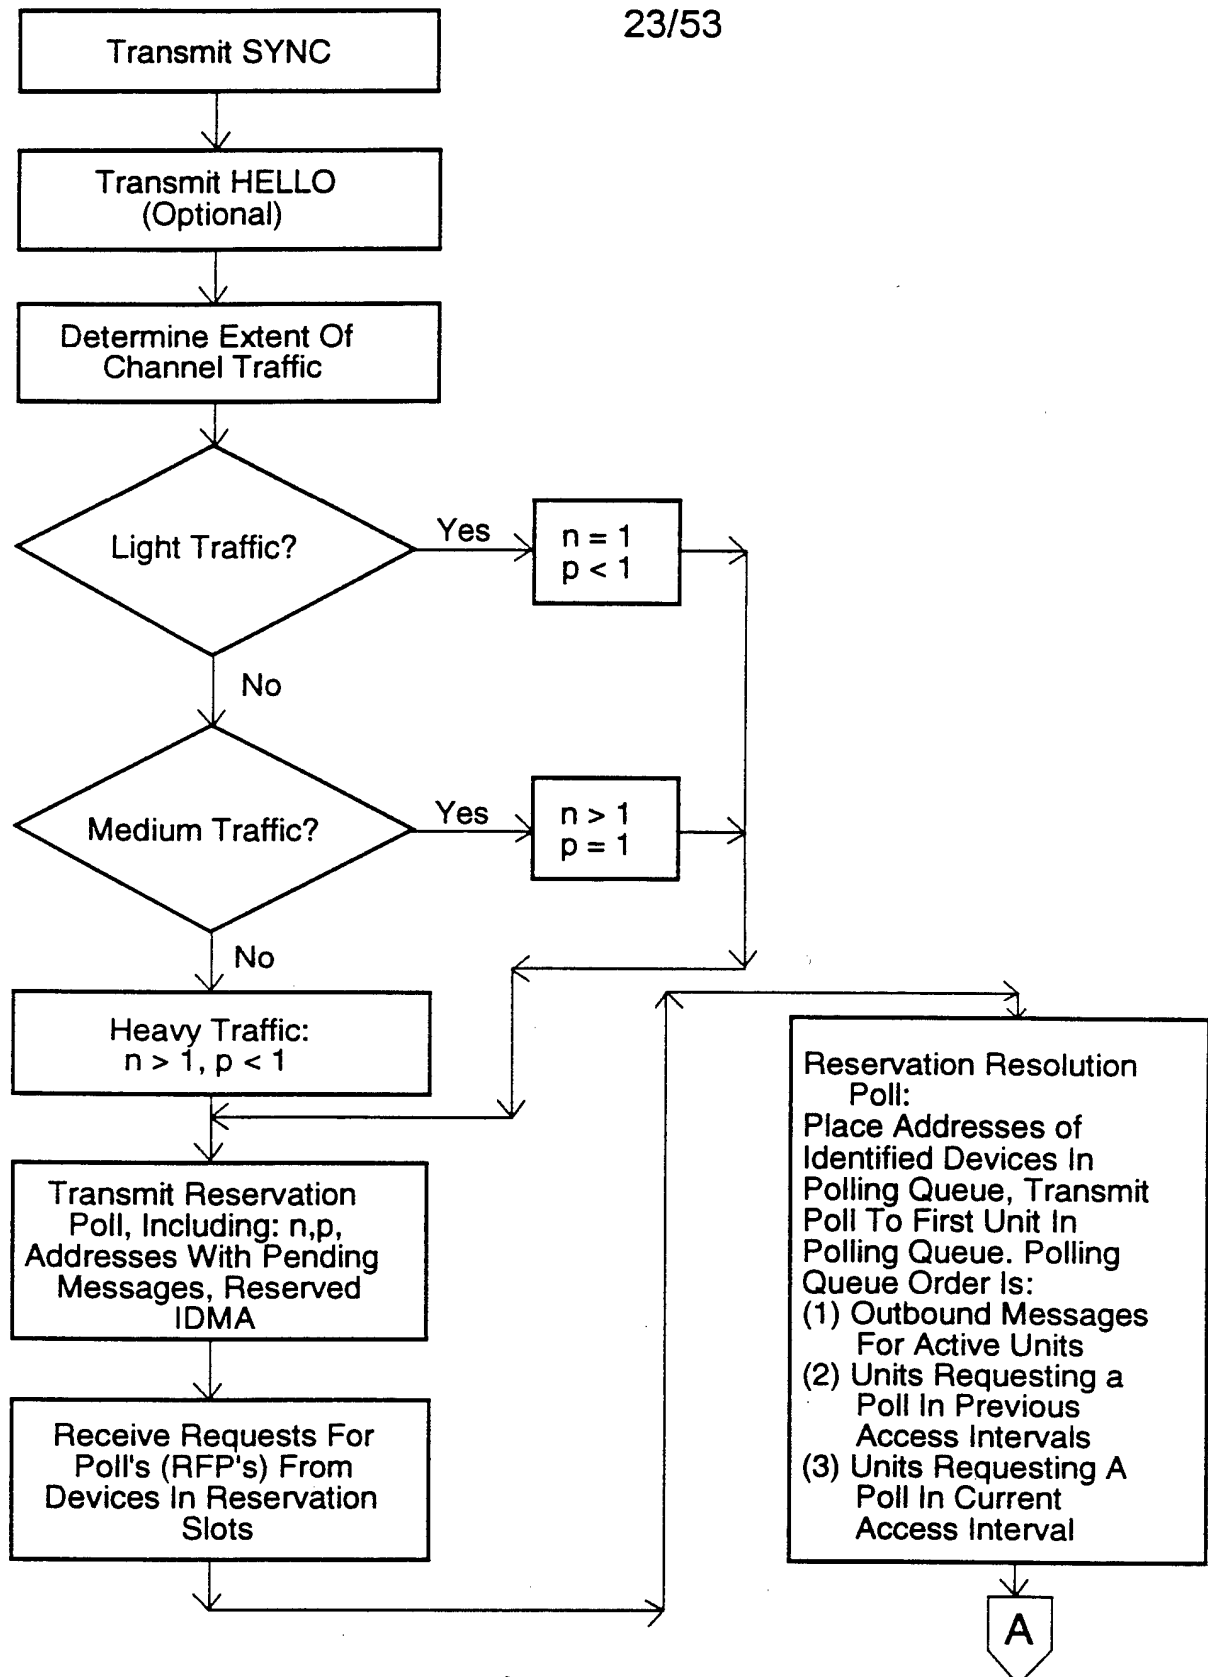 23/53
Transmit SYNC
Transmit HELLO
(Optional)
Determine Extent Of
Channel Traffic
Light Traffic?
Yes
n = 1
p < 1
No
Medium Traffic?
Yes
n > 1
p = 1
No
Heavy Traffic:
n > 1, p < 1
Transmit Reservation
Poll, Including: n,p,
Addresses With Pending
Messages, Reserved
IDMA
Receive Requests For
Poll's (RFP's) From
Devices In Reservation
Slots
Reservation Resolution
Poll:
Place Addresses of
Identified Devices In
Polling Queue, Transmit
Poll To First Unit In
Polling Queue. Polling
Queue Order Is:
(1) Outbound Messages
For Active Units
(2) Units Requesting a
Poll In Previous
Access Intervals
(3) Units Requesting A
Poll In Current
Access Interval
A